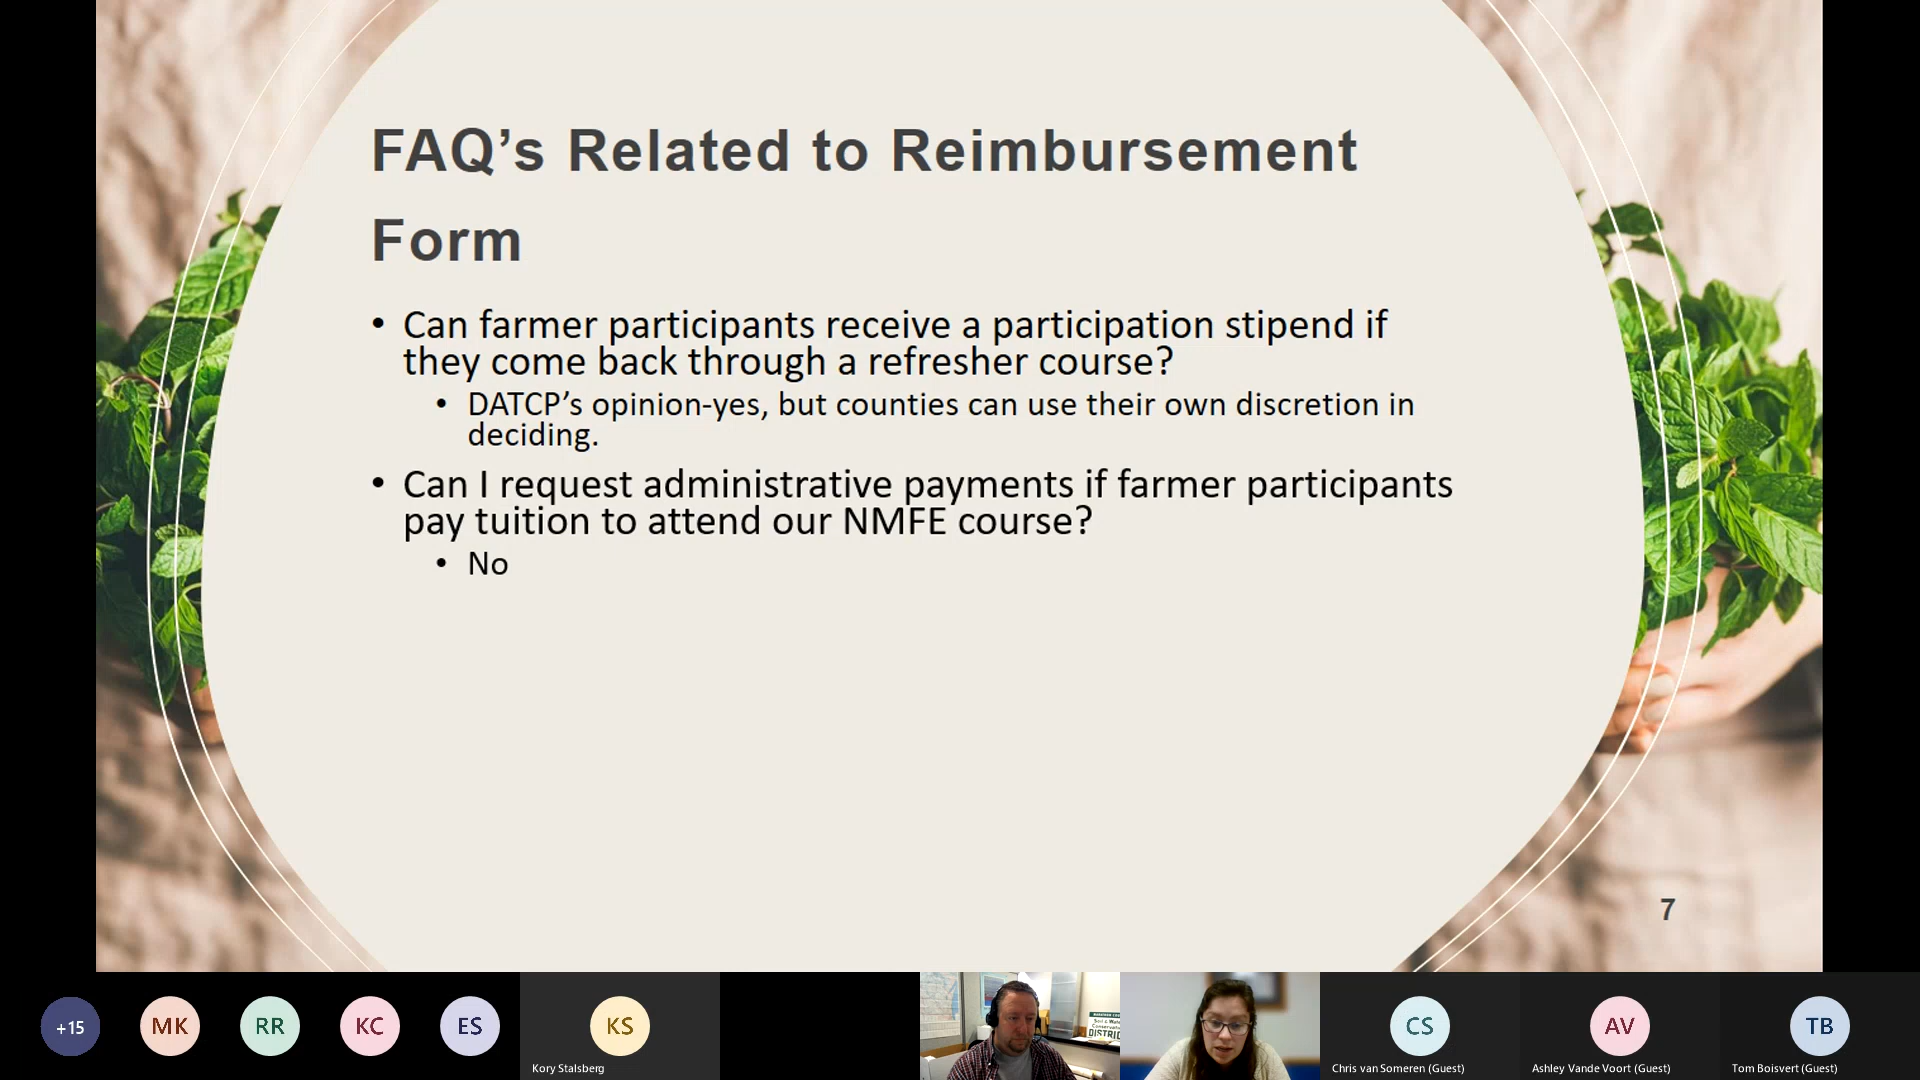 FAQ’s Related to Reimbursement
Form
• Can farmer participants receive a participation stipend if
they come back through a refresher course?
• DATCP’s opinion-yes, but counties can use their own discretion in
deciding.
• Can I request administrative payments if farmer participants
pay tuition to attend our NMFE course?
• No
7
+15
MK
RR
KC
ES
KS
Kory Stalsberg
DISTRIC
CS
Chris van Someren (Guest)
AV
Ashley Vande Voort (Guest)
TB
Tom Boisvert (Guest)